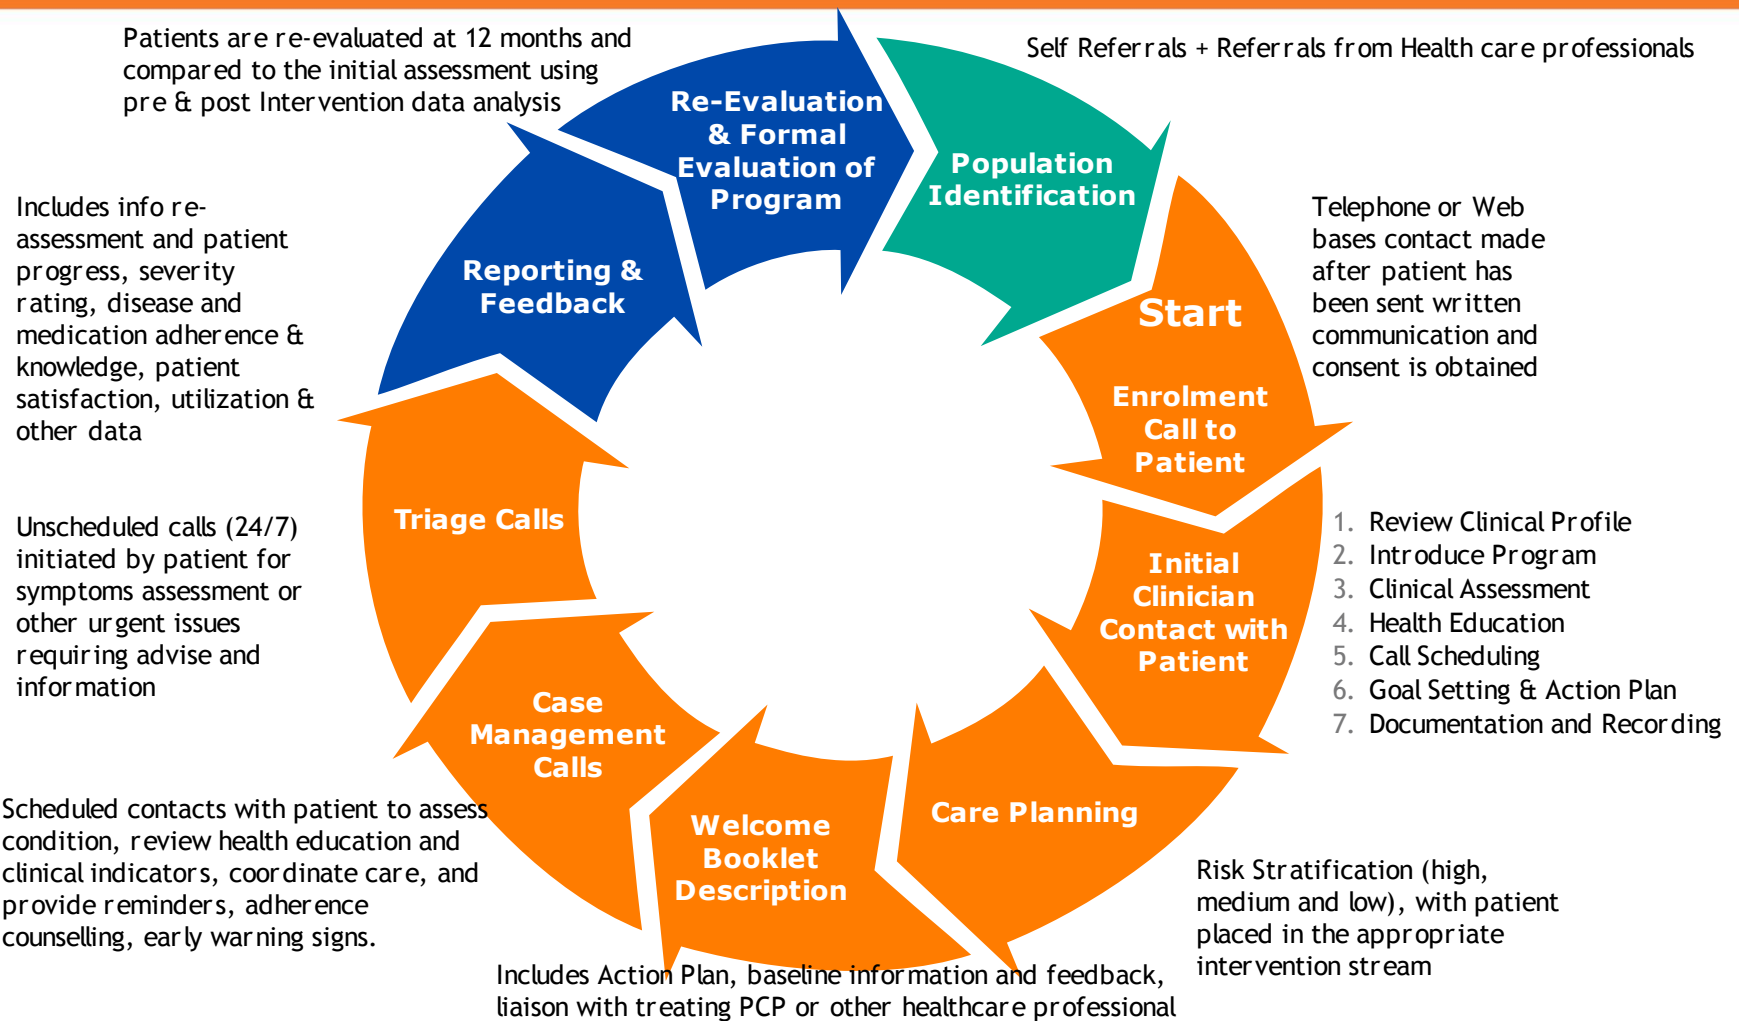 Patients are re-evaluated at 12 months and
compared to the initial assessment using
pre & post Intervention data analysis
Re-Evaluation
& Formal
Evaluation of
Program
Self Referrals + Referrals from Health care professionals
Population
Identification
Telephone or Web
bases contact made
after patient has
been sent written
communication and
consent is obtained
Start
Enrolment
Call to
Patient
Initial
Clinician
Contact with
Patient
1. Review Clinical Profile
2. Introduce Program
3. Clinical Assessment
4. Health Education
5. Call Scheduling
6. Goal Setting & Action Plan
7. Documentation and Recording
Care Planning
Risk Stratification (high,
medium and low), with patient
placed in the appropriate
intervention stream
Welcome
Booklet
Description
Includes Action Plan, baseline information and feedback,
liaison with treating PCP or other healthcare professional
Case
Management
Calls
Scheduled contacts with patient to assess
condition, review health education and
clinical indicators, coordinate care, and
provide reminders, adherence
counselling, early warning signs.
Triage Calls
Unscheduled calls (24/7)
initiated by patient for
symptoms assessment or
other urgent issues
requiring advise and
information
Reporting &
Feedback
Includes info re-
assessment and patient
progress, severity
rating, disease and
medication adherence &
knowledge, patient
satisfaction, utilization &
other data